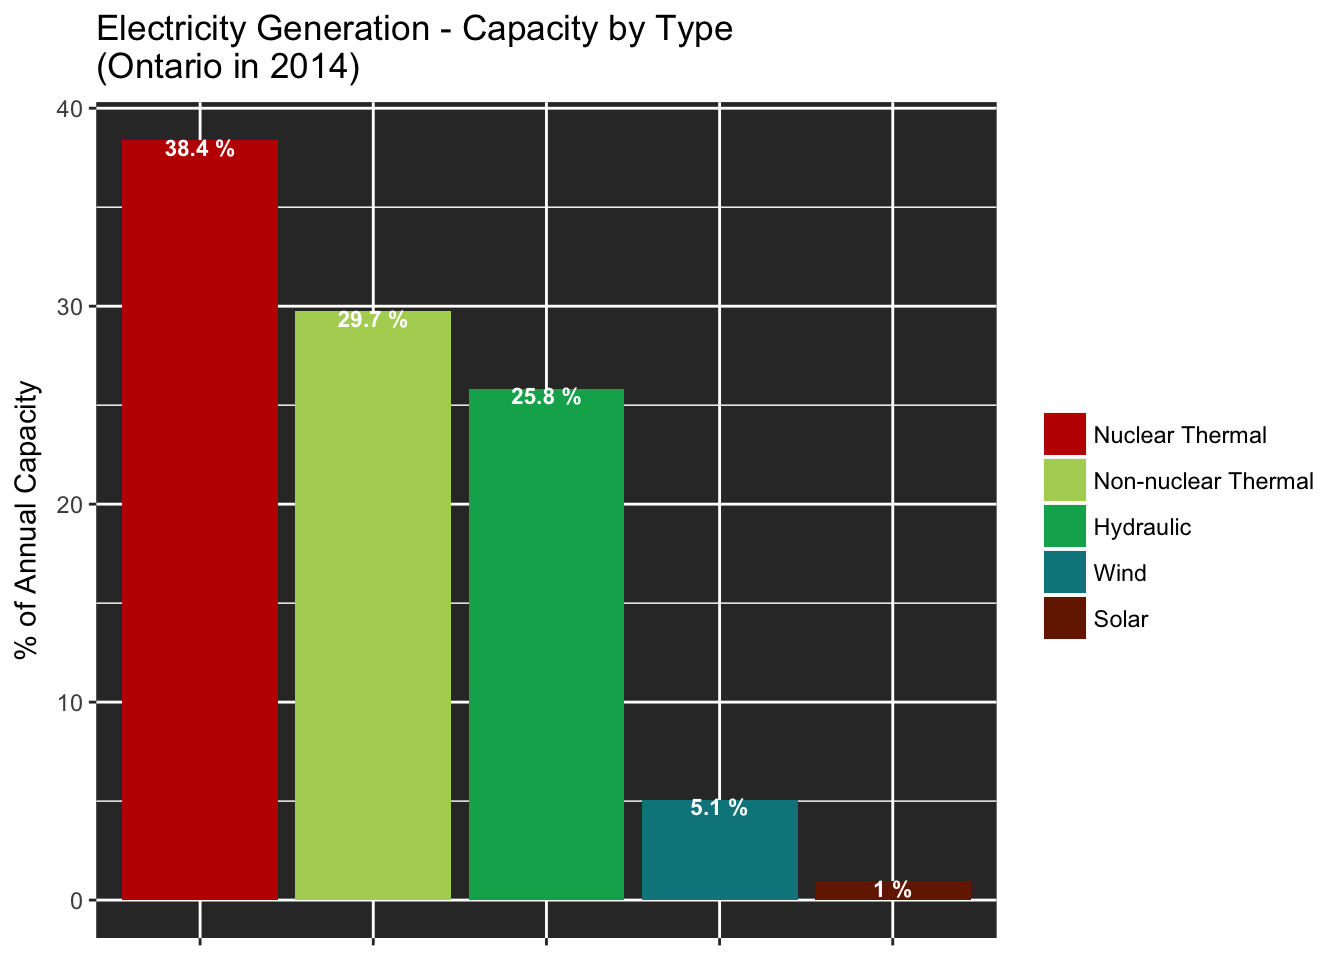 Electricity Generation - Capacity by Type
(Ontario in 2014)
% of Annual Capacity
40
30
20
10
0
38.4 %
29.7 %
25.8 %
5.1 %
1 %
Nuclear Thermal
Non-nuclear Thermal
Hydraulic
Wind
Solar